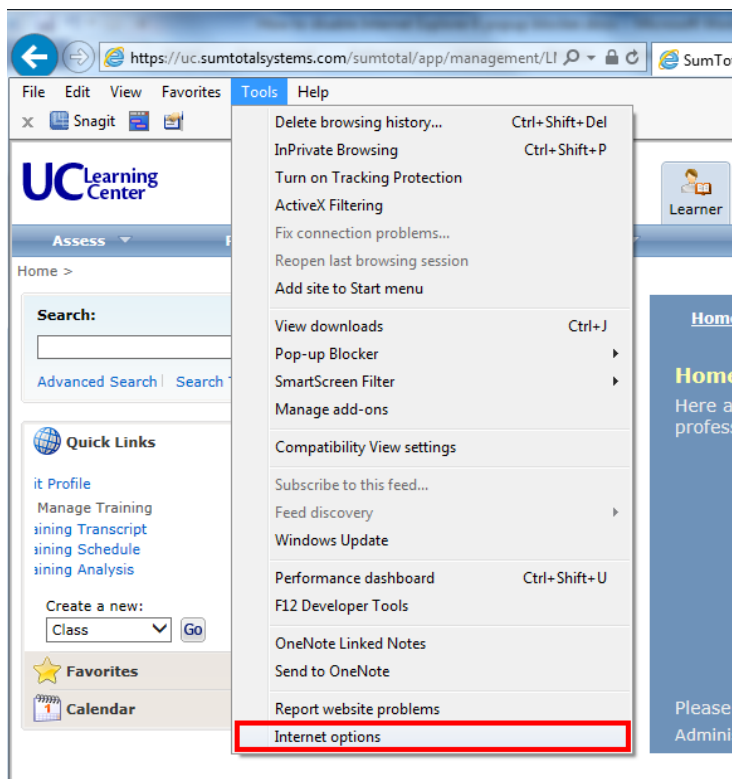 https://uc.sumtotalsystems.com/sumtotal/app/management/LI
SumTo
File Edit View Favorites Tools Help
x Snagit
Delete browsing history... Ctrl+Shift+Del
InPrivate Browsing Ctrl+Shift+P
Turn on Tracking Protection
ActiveX Filtering
Fix connection problems...
Reopen last browsing session
Add site to Start menu
View downloads Ctrl+J
Pop-up Blocker
SmartScreen Filter
Manage add-ons
Compatibility View settings
Subscribe to this feed...
Feed discovery
Windows Update
Performance dashboard Ctrl+Shift+U
F12 Developer Tools
OneNote Linked Notes
Send to OneNote
Report website problems
Internet options
UC Learning
Center
Learner
Assess
Home >
Search:
Advanced Search Search
Quick Links
it Profile
Manage Training
aining Transcript
aining Schedule
aining Analysis
Create a new:
Class Go
Favorites
Calendar
Home
Home
Here a
profess
Please
Admini